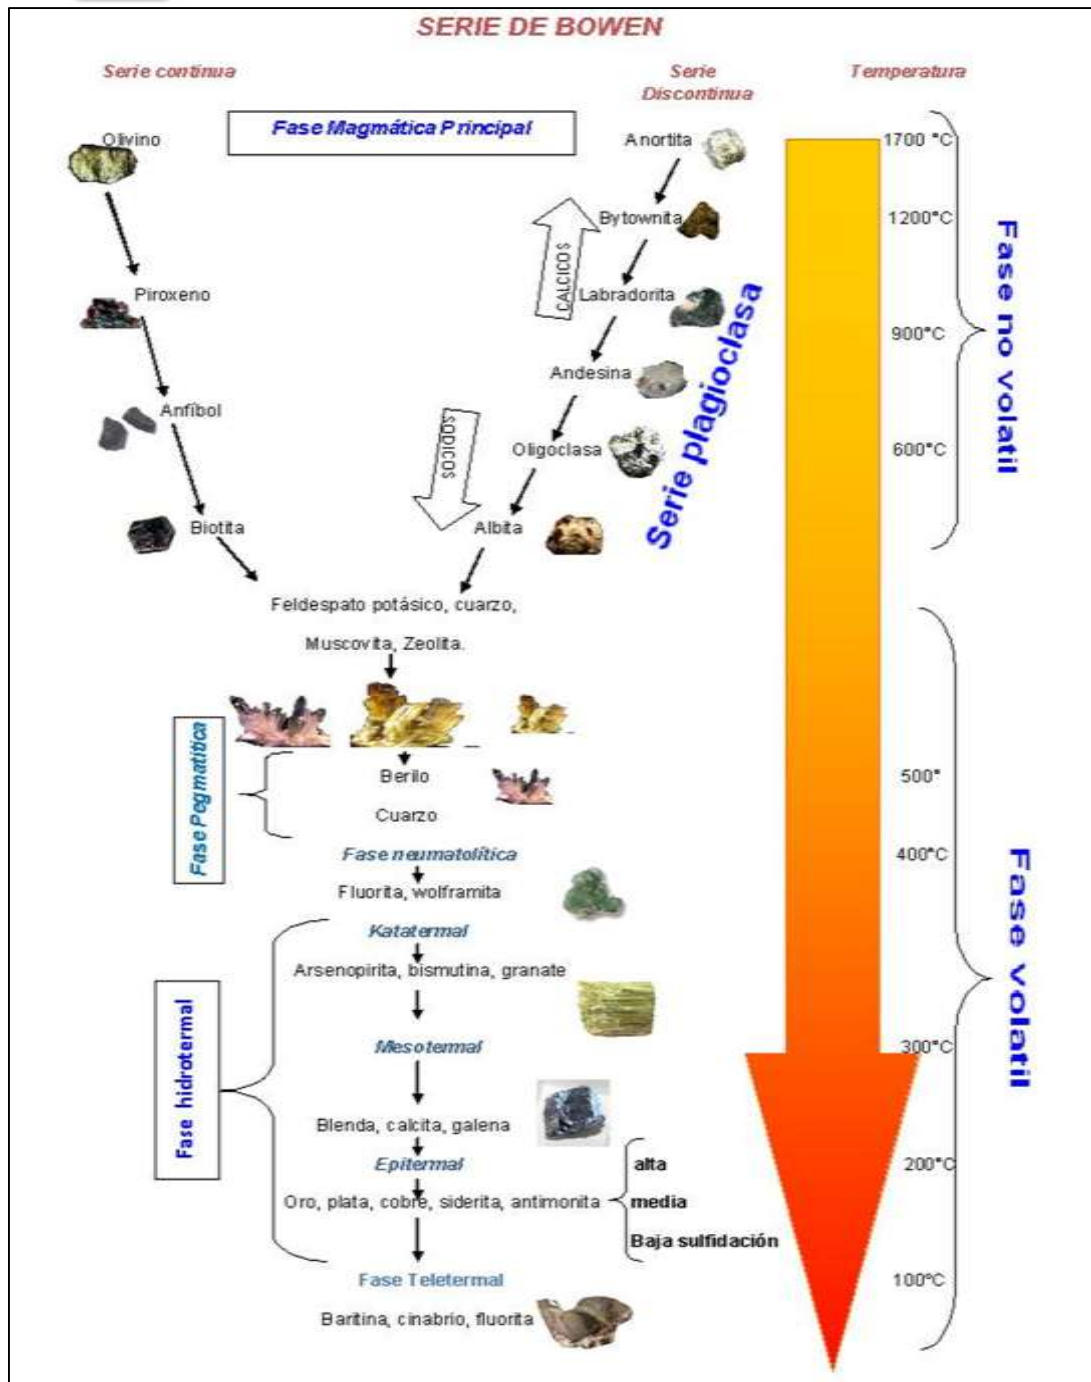 SERIE DE BOWEN
Serie contínua
Serie
Discontinua
Temperatura
Fase Magmática Principal
Olivino
Anortita
1700 °C
Bytownita
1200°C
CALCICOS
Piroxeno
Labradorita
900°C
Andesina
Anfíbol
SODICOS
Oligoclasa
600°C
Serie plagioclasa
Fase no volatil
Biotita
Albita
Feldespato potásico, cuarzo,
Muscovita, Zeolita.
Fase Pegmatítica
Berilo
500°
Cuarzo
Fase neumatolítica
400°C
Fluorita, wolframita
Katatermal
Arsenopirita, bismutina, granate
Fase volatil
Fase hidrotermal
Mesotermal
300°C
Blenda, calcita, galena
Epitermal
alta
200°C
Oro, plata, cobre, siderita, antimonita
media
Baja sulfidación
Fase Teletermal
100°C
Baritina, cinabrio, fluorita